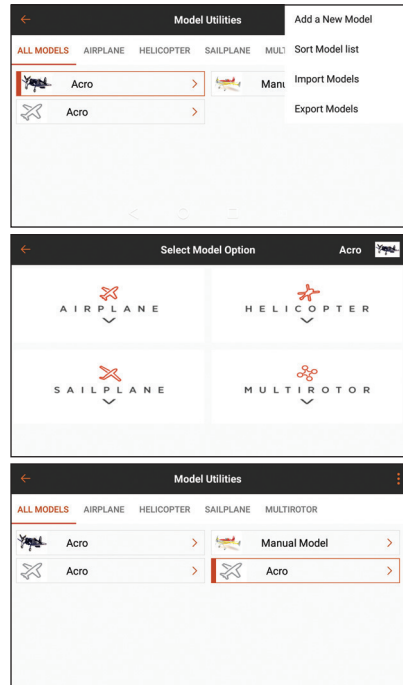 Model Utilities
Add a New Model
ALL MODELS AIRPLANE HELICOPTER SAILPLANE
Sort Model list
Acro
Import Models
Acro
Export Models
Select Model Option Acro
AIRPLANE HELICOPTER
SAILPLANE MULTIROTOR
Model Utilities
ALL MODELS AIRPLANE HELICOPTER SAILPLANE MULTIROTOR
Acro Manual Model
Acro Acro